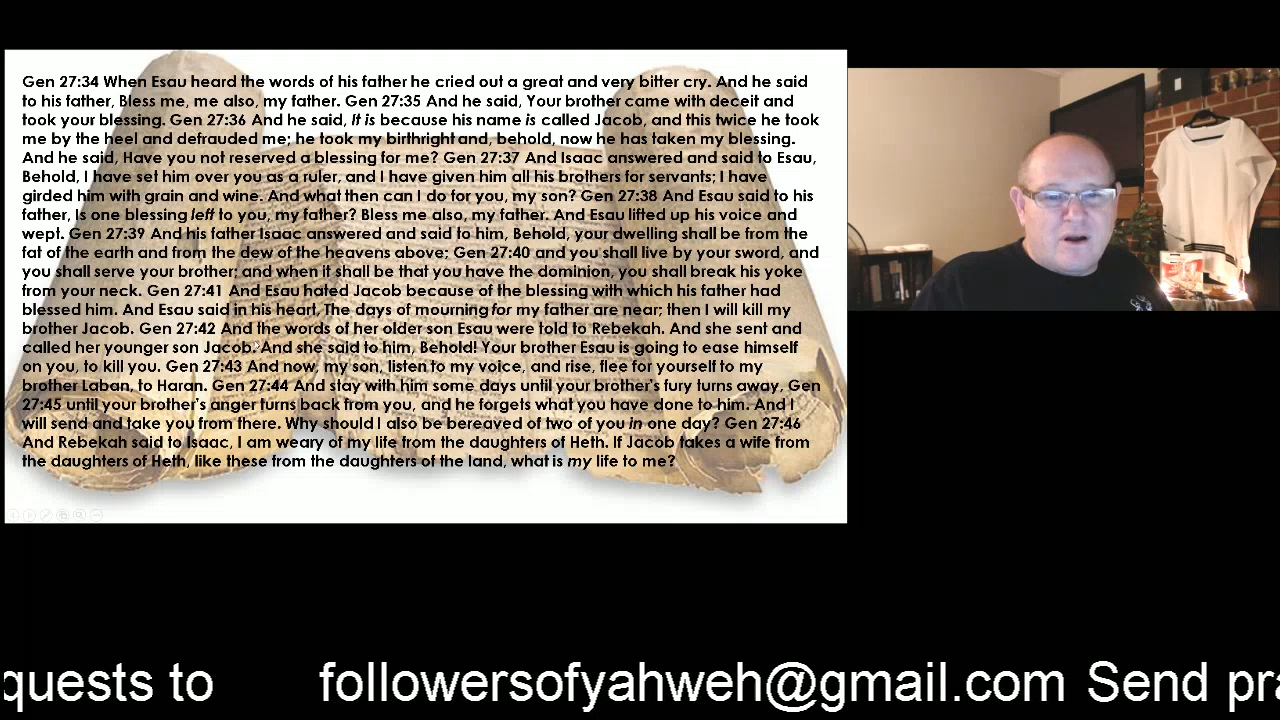 Gen 27:34 When Esau heard the words of his father he cried out a great and very bitter cry. And he said
to his father, Bless me, me also, my father. Gen 27:35 And he said, Your brother came with deceit and
took your blessing. Gen 27:36 And he said, It is because his name is called Jacob, and this twice he took
me by the heel and defrauded me; he took my birthright and, behold, now he has taken my blessing.
And he said, Have you not reserved a blessing for me? Gen 27:37 And Isaac answered and said to Esau,
Behold, I have set him over you as a ruler, and I have given him all his brothers for servants; I have
girded him with grain and wine. And what then can I do for you, my son? Gen 27:38 And Esau said to his
father, Is one blessing left to you, my father? Bless me also, my father. And Esau lifted up his voice and
wept. Gen 27:39 And his father Isaac answered and said to him, Behold, your dwelling shall be from the
fat of the earth and from the dew of the heavens above; Gen 27:40 and you shall live by your sword, and
you shall serve your brother; and when it shall be that you have the dominion, you shall break his yoke
from your neck. Gen 27:41 And Esau hated Jacob because of the blessing with which his father had
blessed him. And Esau said in his heart, The days of mourning for my father are near; then I will kill my
brother Jacob. Gen 27:42 And the words of her older son Esau were told to Rebekah. And she sent and
called her younger son Jacob. And she said to him, Behold! Your brother Esau is going to ease himself
on you, to kill you. Gen 27:43 And now, my son, listen to my voice, and rise, flee for yourself to my
brother Laban, to Haran. Gen 27:44 And stay with him some days until your brother's fury turns away, Gen
27:45 until your brother's anger turns back from you, and he forgets what you have done to him. And I
will send and take you from there. Why should I also be bereaved of two of you in one day? Gen 27:46
And Rebekah said to Isaac, I am weary of my life from the daughters of Heth. If Jacob takes a wife from
the daughters of Heth, like these from the daughters of the land, what is my life to me?
quests to followersofyahweh@gmail.com Send pra